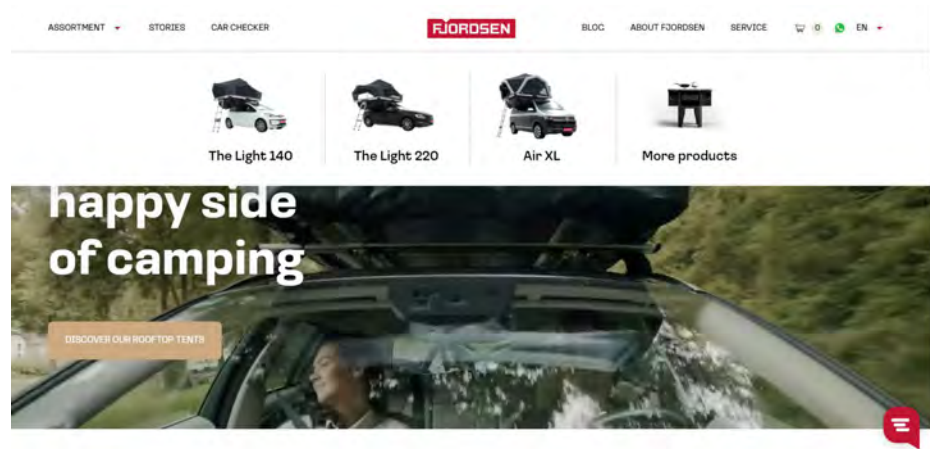 ASSORTMENT
STORIES
CAR CHECKER
FJORDSEN
BLOG
ABOUT FJORDSEN
SERVICE
0
EN
The Light 140
The Light 220
Air XL
More products
happy side
of camping
DISCOVER OUR ROOFTOP TENTS